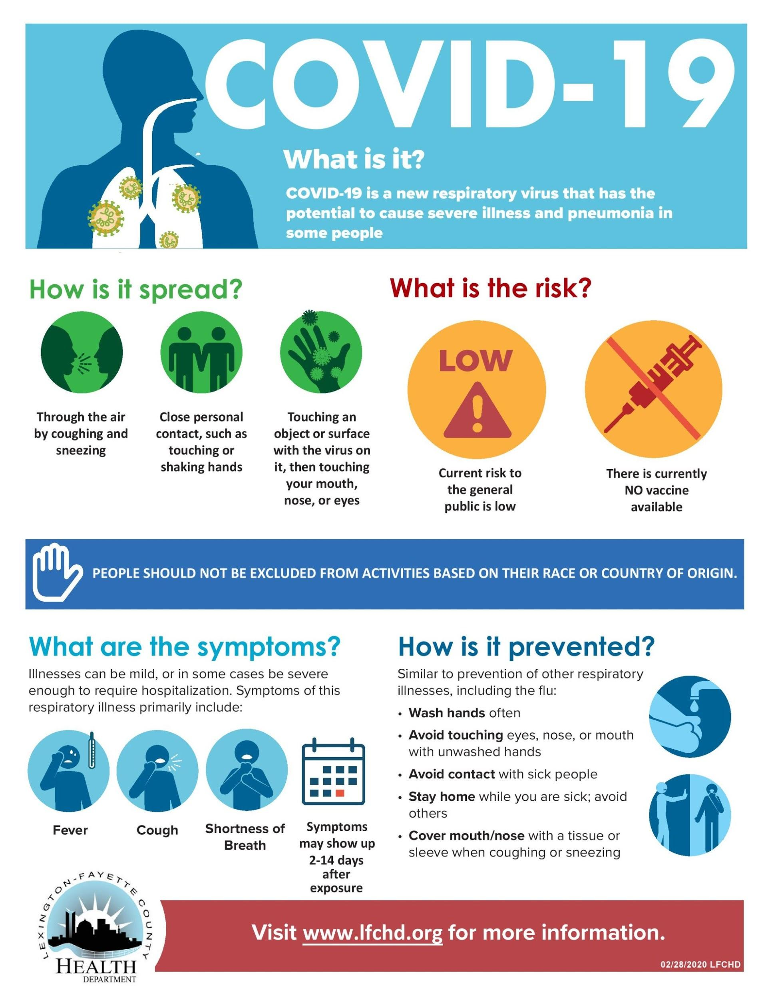 COVID-19
What is it?
COVID-19 is a new respiratory virus that has the
potential to cause severe illness and pneumonia in
some people
How is it spread?
Through the air
by coughing and
sneezing
Close personal
contact, such as
touching or
shaking hands
Touching an
object or surface
with the virus on
it, then touching
your mouth,
nose, or eyes
What is the risk?
LOW
Current risk to
the general
public is low
There is currently
NO vaccine
available
PEOPLE SHOULD NOT BE EXCLUDED FROM ACTIVITIES BASED ON THEIR RACE OR COUNTRY OF ORIGIN.
What are the symptoms?
Illnesses can be mild, or in some cases be severe
enough to require hospitalization. Symptoms of this
respiratory illness primarily include:
Fever
Cough
Shortness of
Breath
Symptoms
may show up
2-14 days
after
exposure
How is it prevented?
Similar to prevention of other respiratory
illnesses, including the flu:
• Wash hands often
• Avoid touching eyes, nose, or mouth
with unwashed hands
• Avoid contact with sick people
• Stay home while you are sick; avoid
others
• Cover mouth/nose with a tissue or
sleeve when coughing or sneezing
LEXINGTON-FAYETTE COUNTY
HEALTH
DEPARTMENT
Visit www.lfchd.org for more information.
02/28/2020 LFCHD